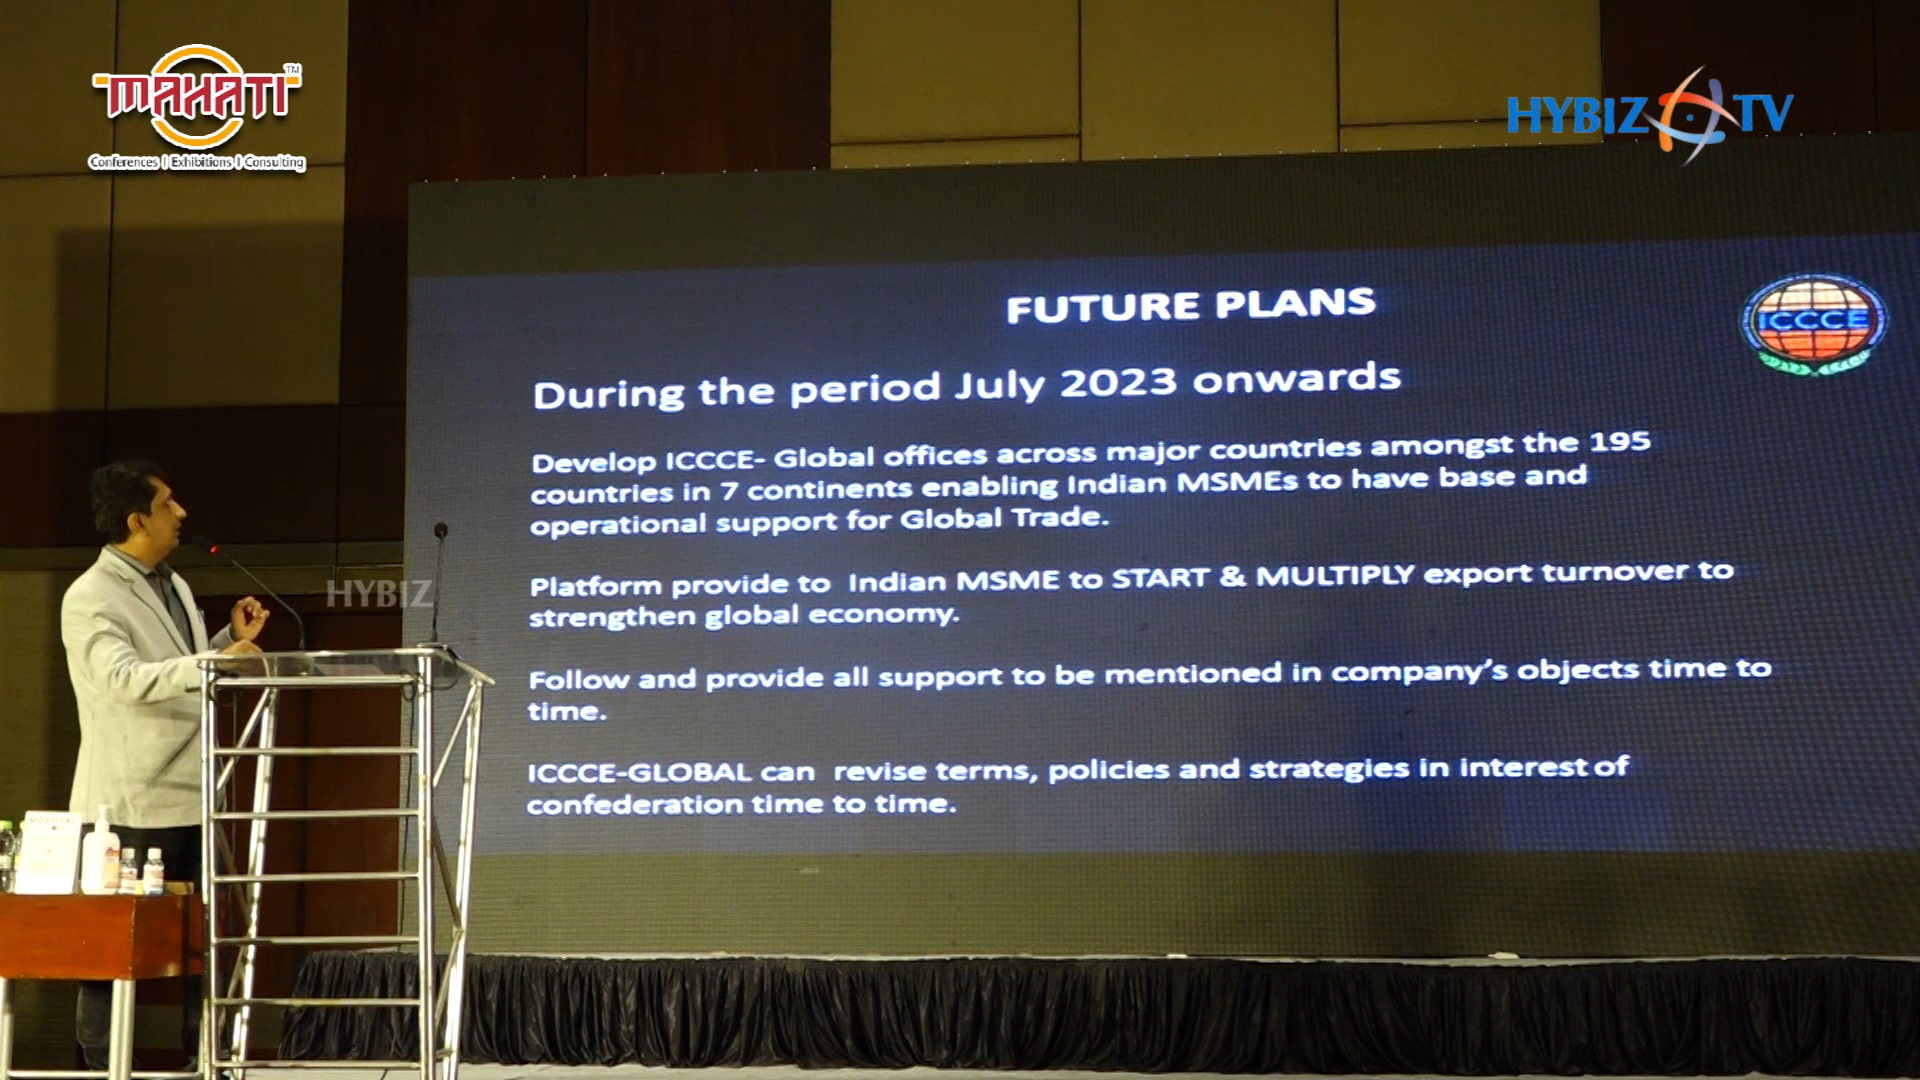 MAHATI TM
Conferences | Exhibitions | Consulting
HYBIZ TV
FUTURE PLANS
ICCCE
During the period July 2023 onwards
Develop ICCCE- Global offices across major countries amongst the 195
countries in 7 continents enabling Indian MSMEs to have base and
operational support for Global Trade.
Platform provide to Indian MSME to START & MULTIPLY export turnover to
strengthen global economy.
Follow and provide all support to be mentioned in company's objects time to
time.
ICCCE-GLOBAL can revise terms, policies and strategies in interest of
confederation time to time.
HYBIZ
NOVOTEL